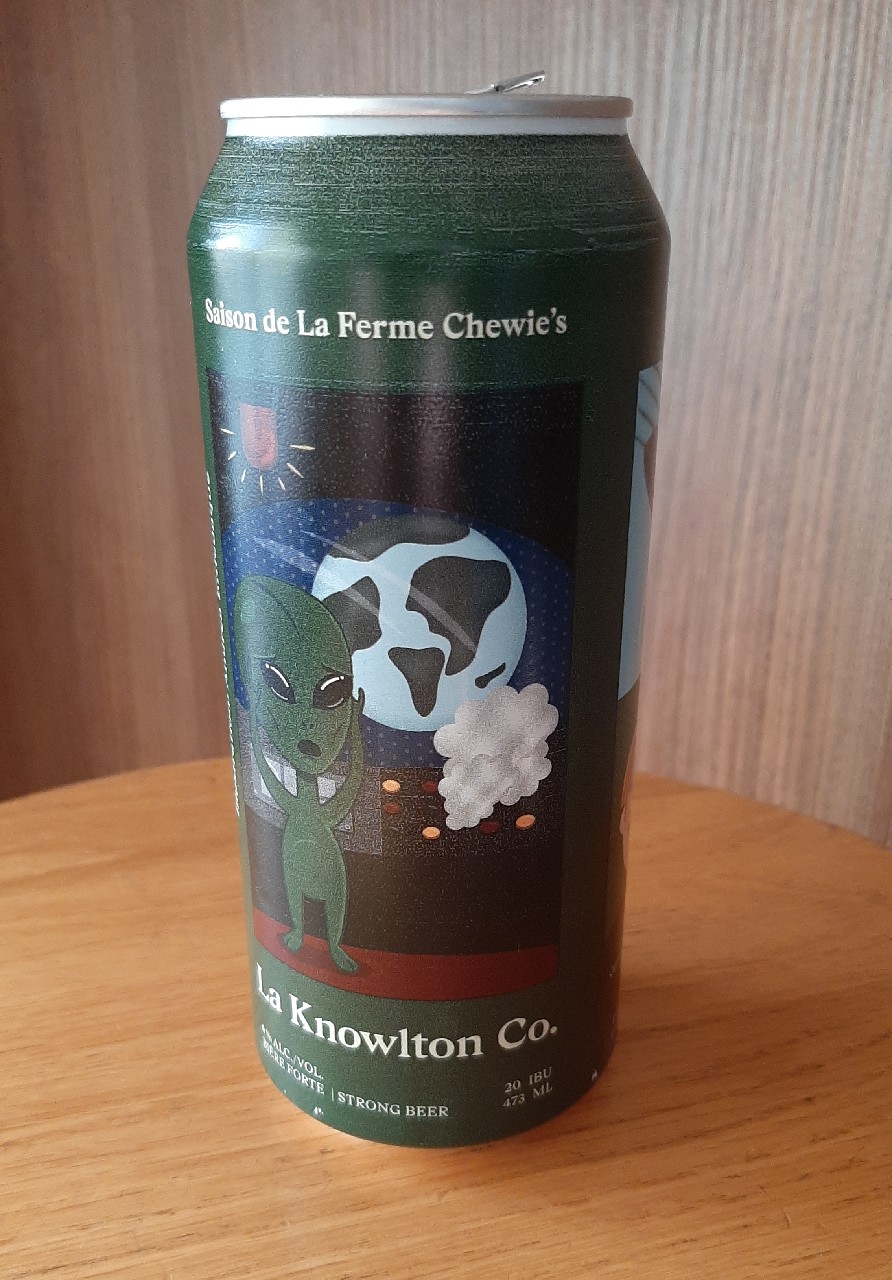 Saison de La Ferme Chewie's
La Knowlton Co.
ALC./VOL.
BIÈRE FORTE | STRONG BEER
20 IBU
473 ML